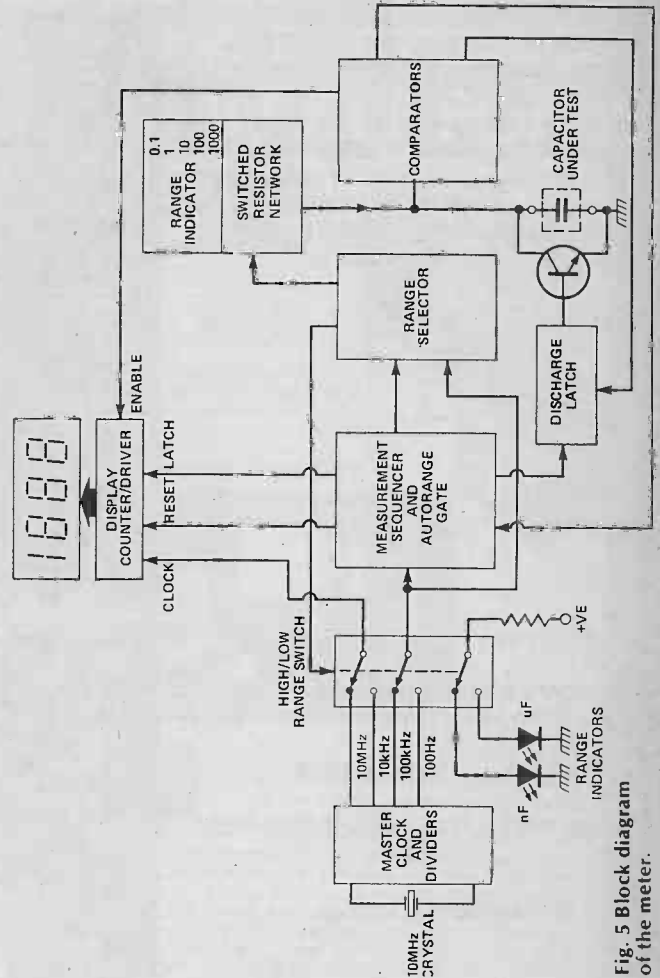 1888
DISPLAY
COUNTER/DRIVER
CLOCK
RESET
LATCH
ENABLE
HIGH/LOW
RANGE SWITCH
10MHz
CRYSTAL
MASTER
CLOCK
AND
DIVIDERS
10MHz
10kHz
100kHz
100Hz
nF
uF
RANGE
INDICATORS
+VE
MEASUREMENT
SEQUENCER
AND
AUTORANGE
GATE
RANGE
SELECTOR
RANGE
INDICATOR
0.1
1
10
100
1000
SWITCHED
RESISTOR
NETWORK
COMPARATORS
DISCHARGE
LATCH
CAPACITOR
UNDER TEST
Fig. 5 Block diagram
of the meter.